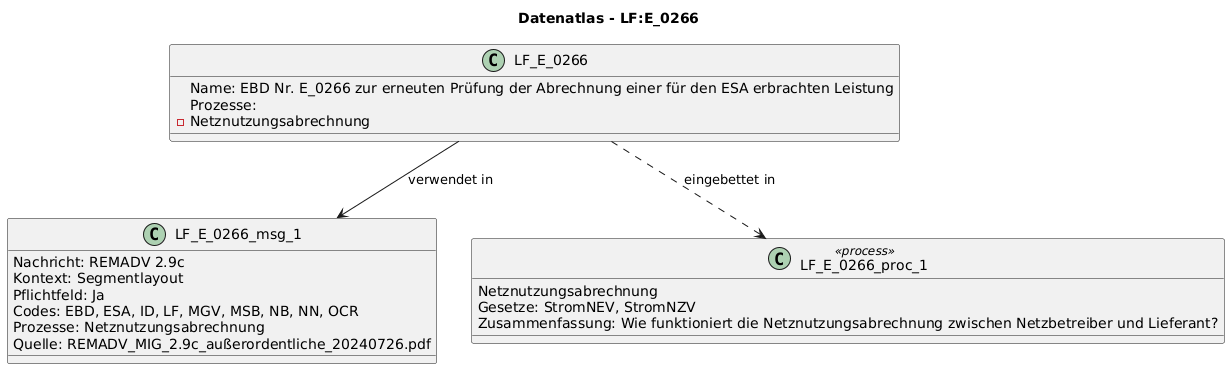 Datenatlas - LF:E_0266
C LF_E_0266
Name: EBD Nr. E_0266 zur erneuten Prüfung der Abrechnung einer für den ESA erbrachten Leistung
Prozesse:
Netznutzungsabrechnung
verwendet in
eingebettet in
C LF_E_0266_msg_1
Nachricht: REMADV 2.9c
Kontext: Segmentlayout
Pflichtfeld: Ja
Codes: EBD, ESA, ID, LF, MGV, MSB, NB, NN, OCR
Prozesse: Netznutzungsabrechnung
Quelle: REMADV_MIG_2.9c_außerordentliche_20240726.pdf
«process»
C LF_E_0266_proc_1
Netznutzungsabrechnung
Gesetze: StromNEV, StromNZV
Zusammenfassung: Wie funktioniert die Netznutzungsabrechnung zwischen Netzbetreiber und Lieferant?